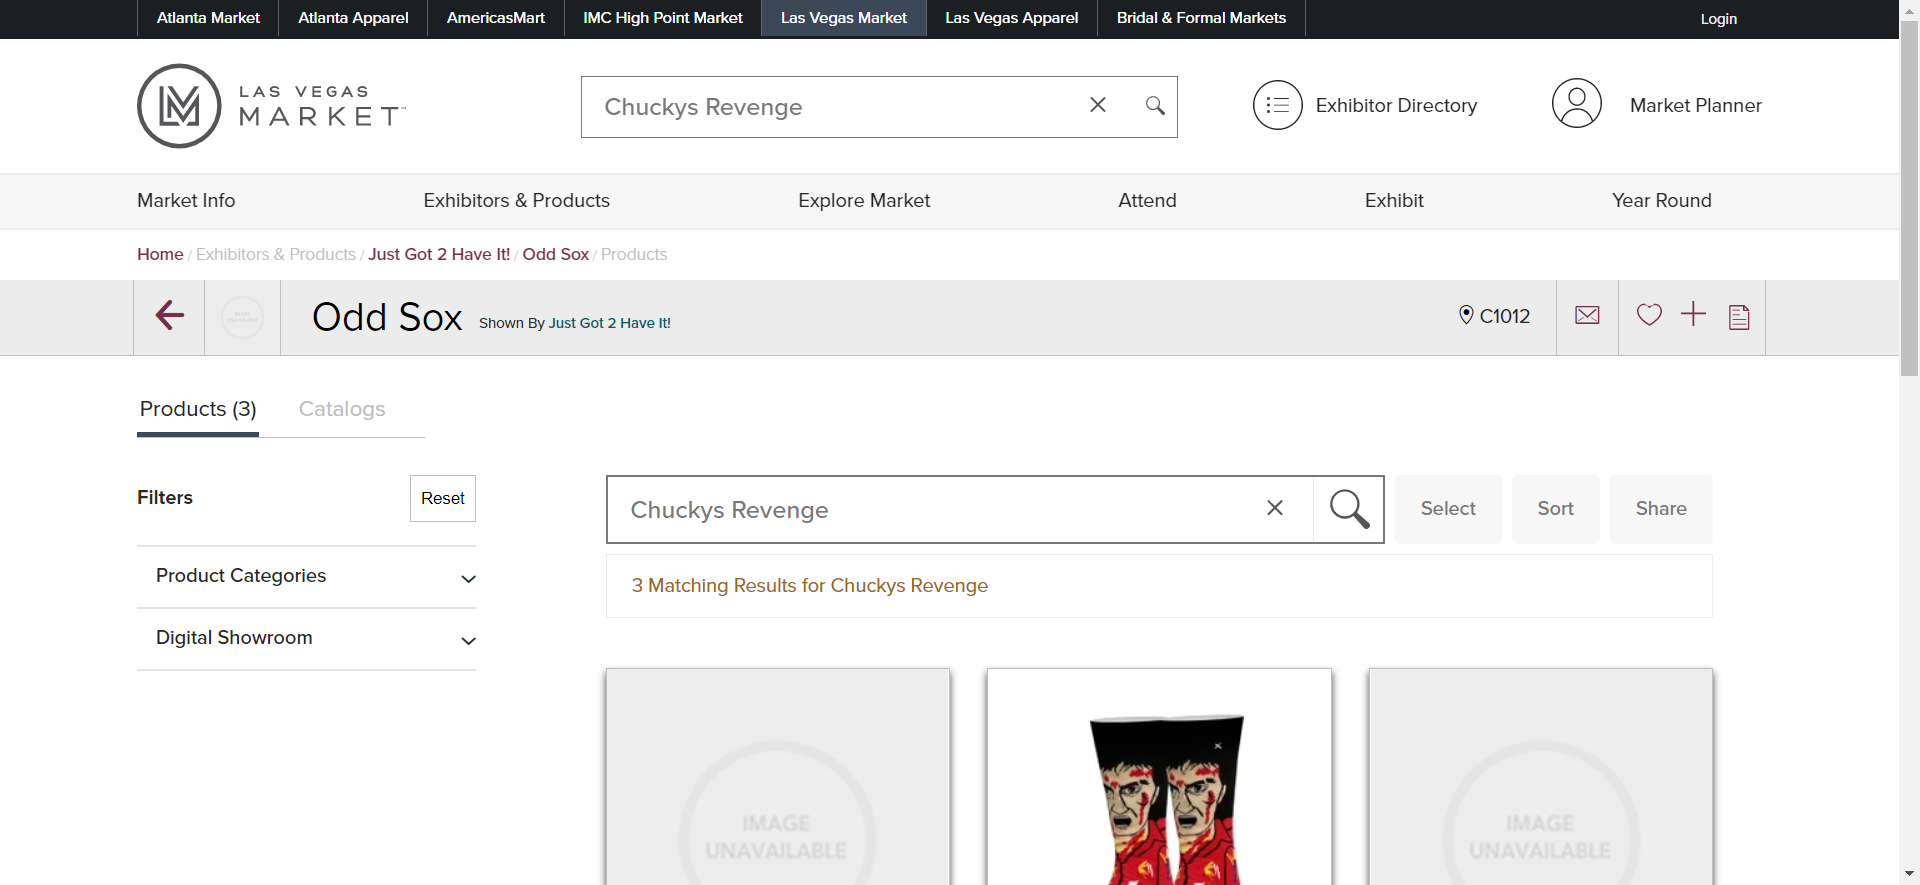 Atlanta Market
Atlanta Apparel
AmericasMart
IMC High Point Market
Las Vegas Market
Las Vegas Apparel
Bridal & Formal Markets
Login
LAS VEGAS
MARKET™
Chuckys Revenge
Exhibitor Directory
Market Planner
Market Info
Exhibitors & Products
Explore Market
Attend
Exhibit
Year Round
Home / Exhibitors & Products / Just Got 2 Have It! / Odd Sox / Products
IMAGE
UNAVAILABLE
Odd Sox Shown By Just Got 2 Have It!
C1012
Products (3)
Catalogs
Filters
Reset
Chuckys Revenge
Select
Sort
Share
Product Categories
3 Matching Results for Chuckys Revenge
Digital Showroom
IMAGE
UNAVAILABLE
IMAGE
UNAVAILABLE